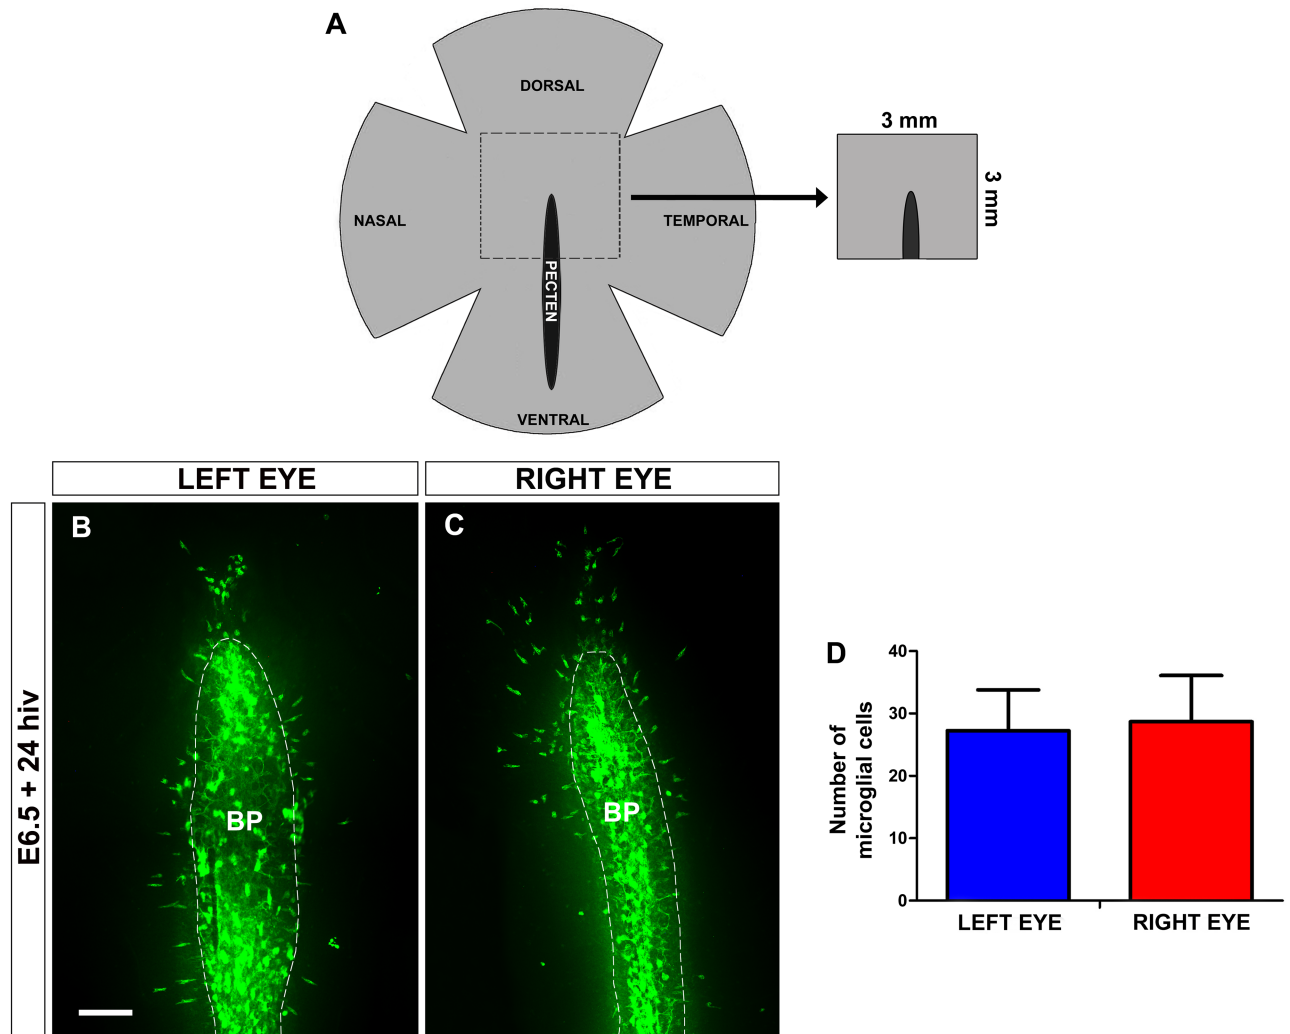 A
DORSAL
NASAL
TEMPORAL
PECTEN
VENTRAL
3 mm
3 mm
LEFT EYE
RIGHT EYE
E6.5 + 24 hiv
B
BP
C
BP
D
Number of
microglial cells
40
30
20
10
0
LEFT EYE
RIGHT EYE